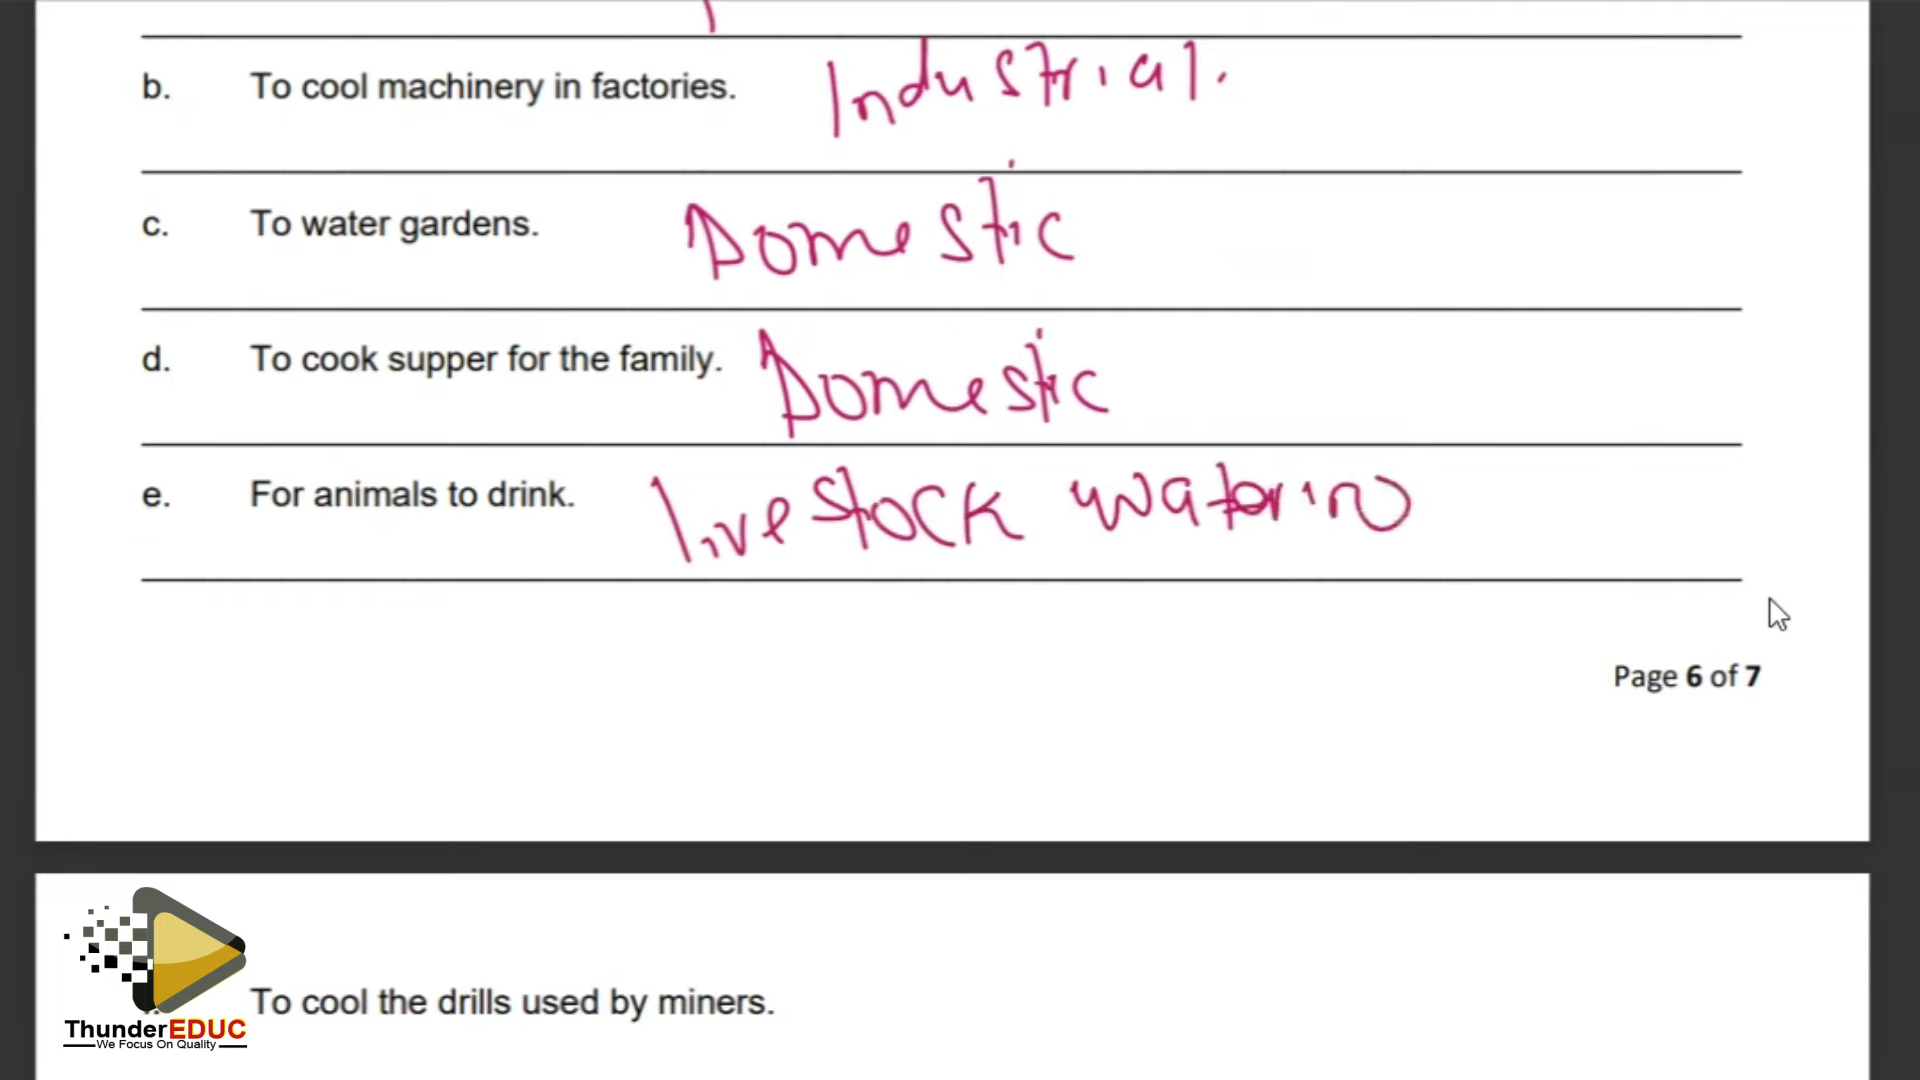 b. To cool machinery in factories. Industrial.
c. To water gardens. Domestic
d. To cook supper for the family. Domestic
e. For animals to drink. livestock
Page 6 of 7
To cool the drills used by miners.
ThunderEDUC
We Focus On Quality